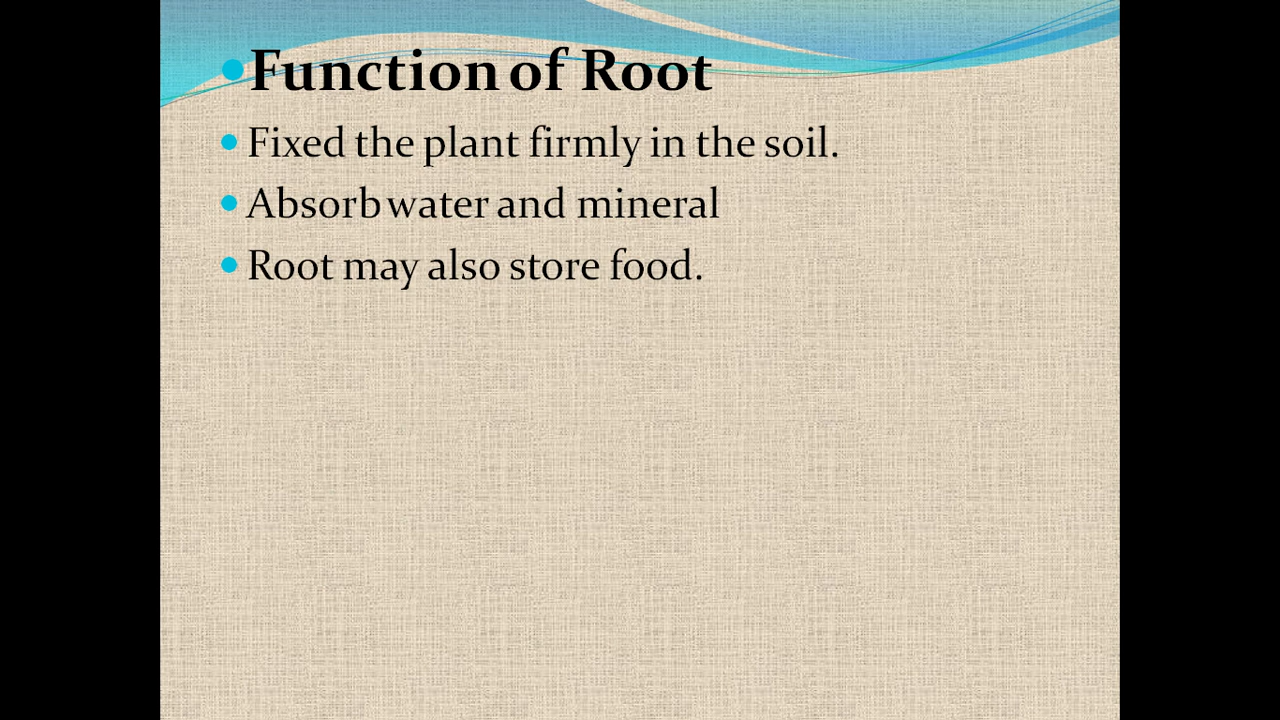 •Function of Root
• Fixed the plant firmly in the soil.
• Absorb water and mineral
• Root may also store food.